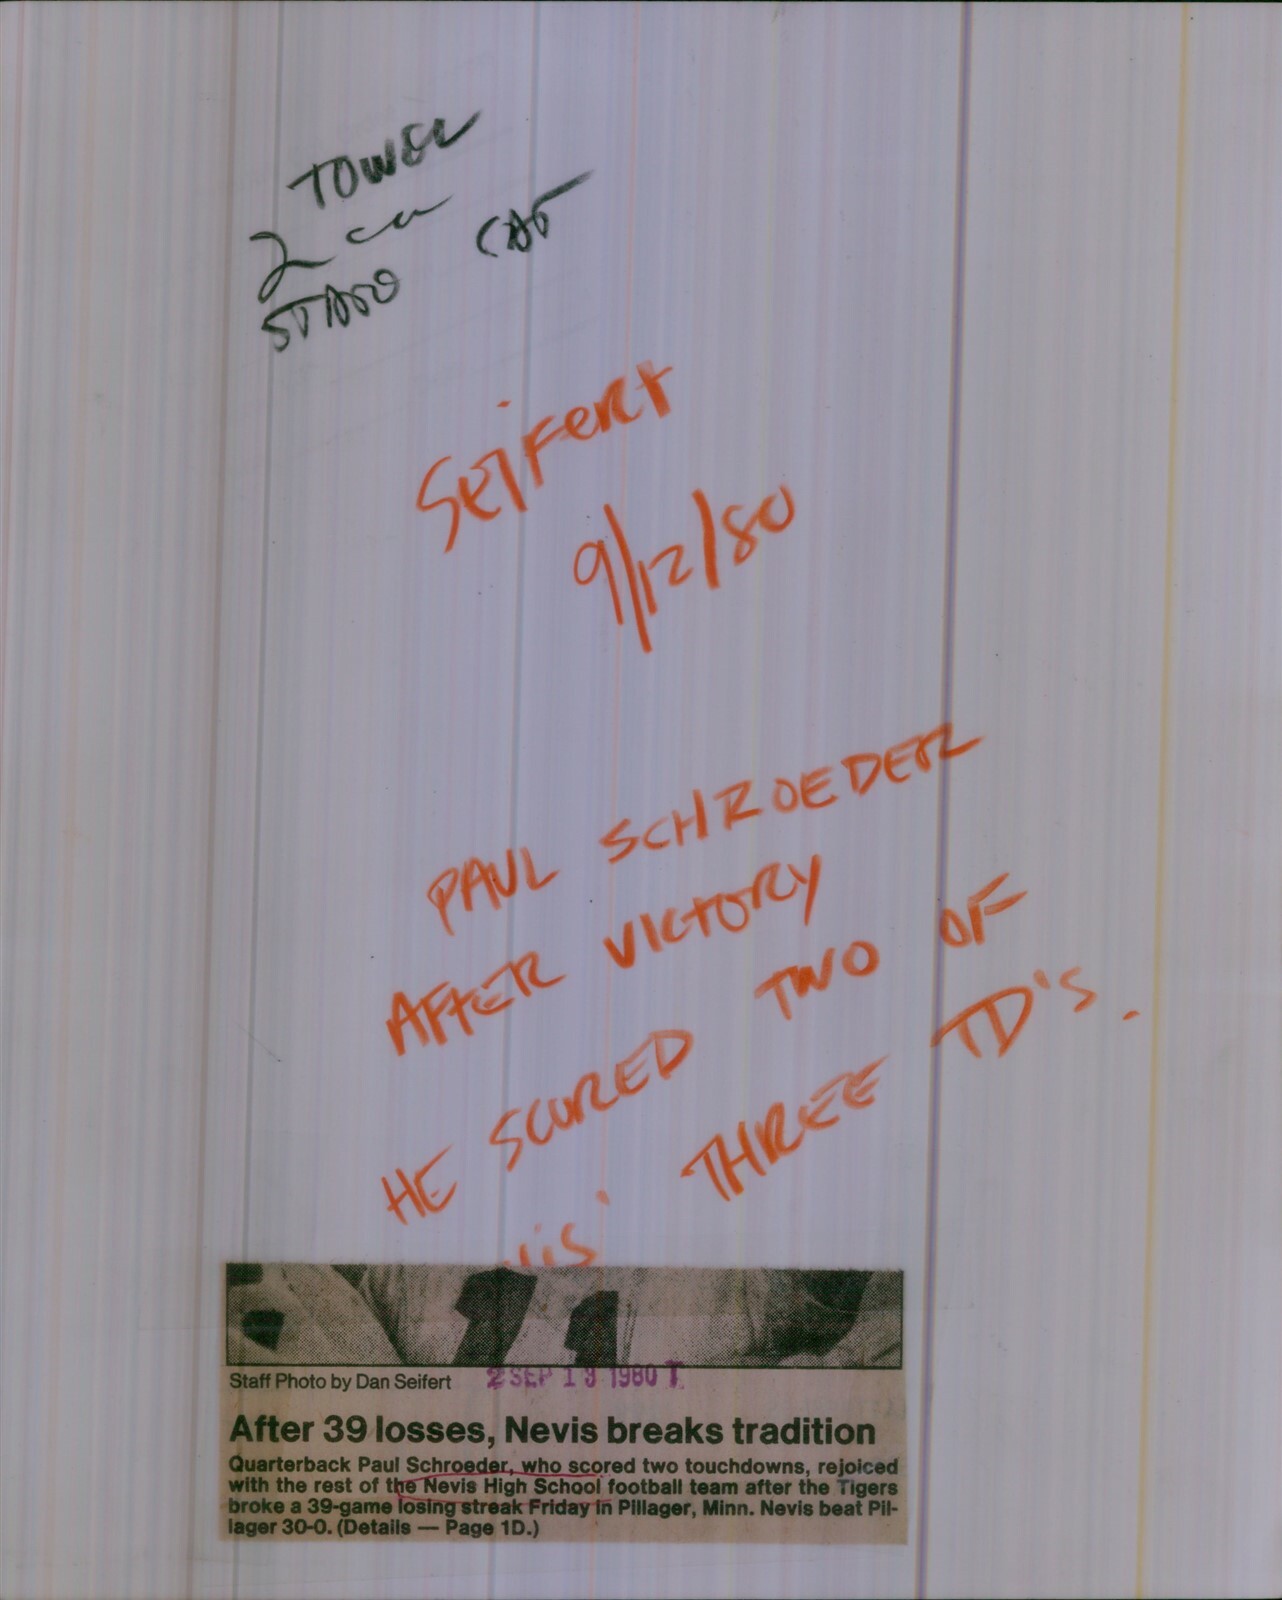 TOWEL
2
CAT
Seifert
9/12/80
PAUL SCHROEDER
AFTER VICTORY
HE SCORED TWO OF
THREE TD'S.
Staff Photo by Dan Seifert
2 SEP 13 1980 T
After 39 losses, Nevis breaks tradition
Quarterback Paul Schroeder, who scored two touchdowns, rejoiced
with the rest of the Nevis High School football team after the Tigers
broke a 39-game losing streak Friday in Pillager, Minn. Nevis beat Pil-
lager 30-0. (Details — Page 1D.)